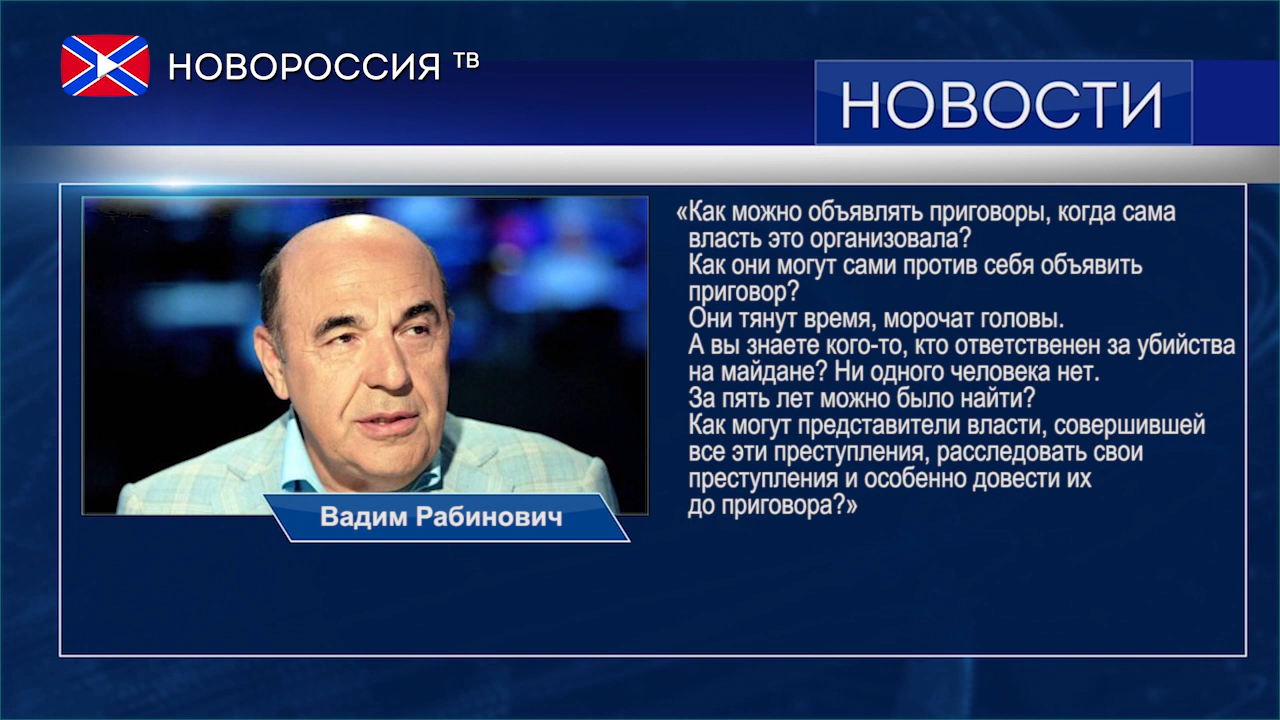 НОВОРОССИЯ ТВ
НОВОСТИ
«Как можно объявлять приговоры, когда сама
власть это организовала?
Как они могут сами против себя объявить
приговор?
Они тянут время, морочат головы.
А вы знаете кого-то, кто ответственен за убийства
на майдане? Ни одного человека нет.
За пять лет можно было найти?
Как могут представители власти, совершившей
все эти преступления, расследовать свои
преступления и особенно довести их
до приговора?»
Вадим Рабинович